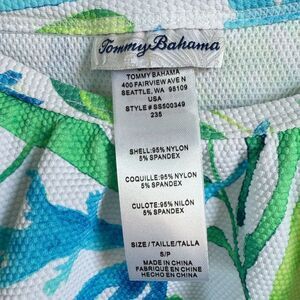 Tommy Bahama
TOMMY BAHAMA
400 FAIRVIEW AVE N
SEATTLE, WA 98109
USA
STYLE # SS500349
235
SHELL:95% NYLON
5% SPANDEX
COQUILLE:95% NYLON
5% SPANDEX
CULOTE:95% NILÓN
5% SPANDEX
SIZE / TAILLE/TALLA
S/P
MADE IN CHINA
FABRIQUÉ EN CHINE
HECHO EN CHINA